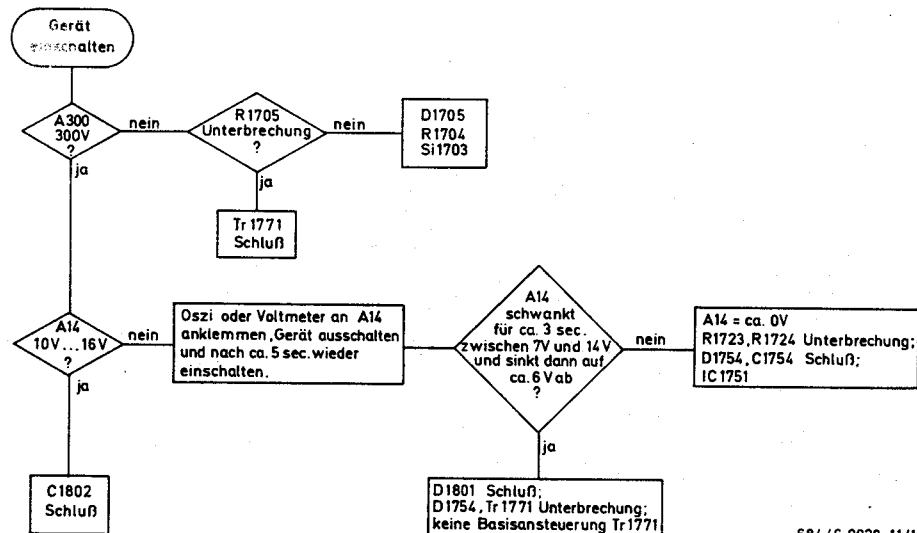 Gerät
einschalten
A300
300V
?
nein
ja
R1705
Unterbrechung
?
nein
ja
D1705
R1704
Si1703
Tr1771
Schluß
A14
10V...16V
?
nein
ja
Oszi oder Voltmeter an A14
anklemmen, Gerät ausschalten
und nach ca. 5 sec. wieder
einschalten.
A14
schwankt
für ca. 3 sec.
zwischen 7V und 14V
und sinkt dann auf
ca. 6V ab
?
nein
ja
A14 = ca. 0V
R1723, R1724 Unterbrechung;
D1754, C1754 Schluß;
IC1751
C1802
Schluß
D1801 Schluß;
D1754, Tr1771 Unterbrechung;
keine Basisansteuerung Tr1771